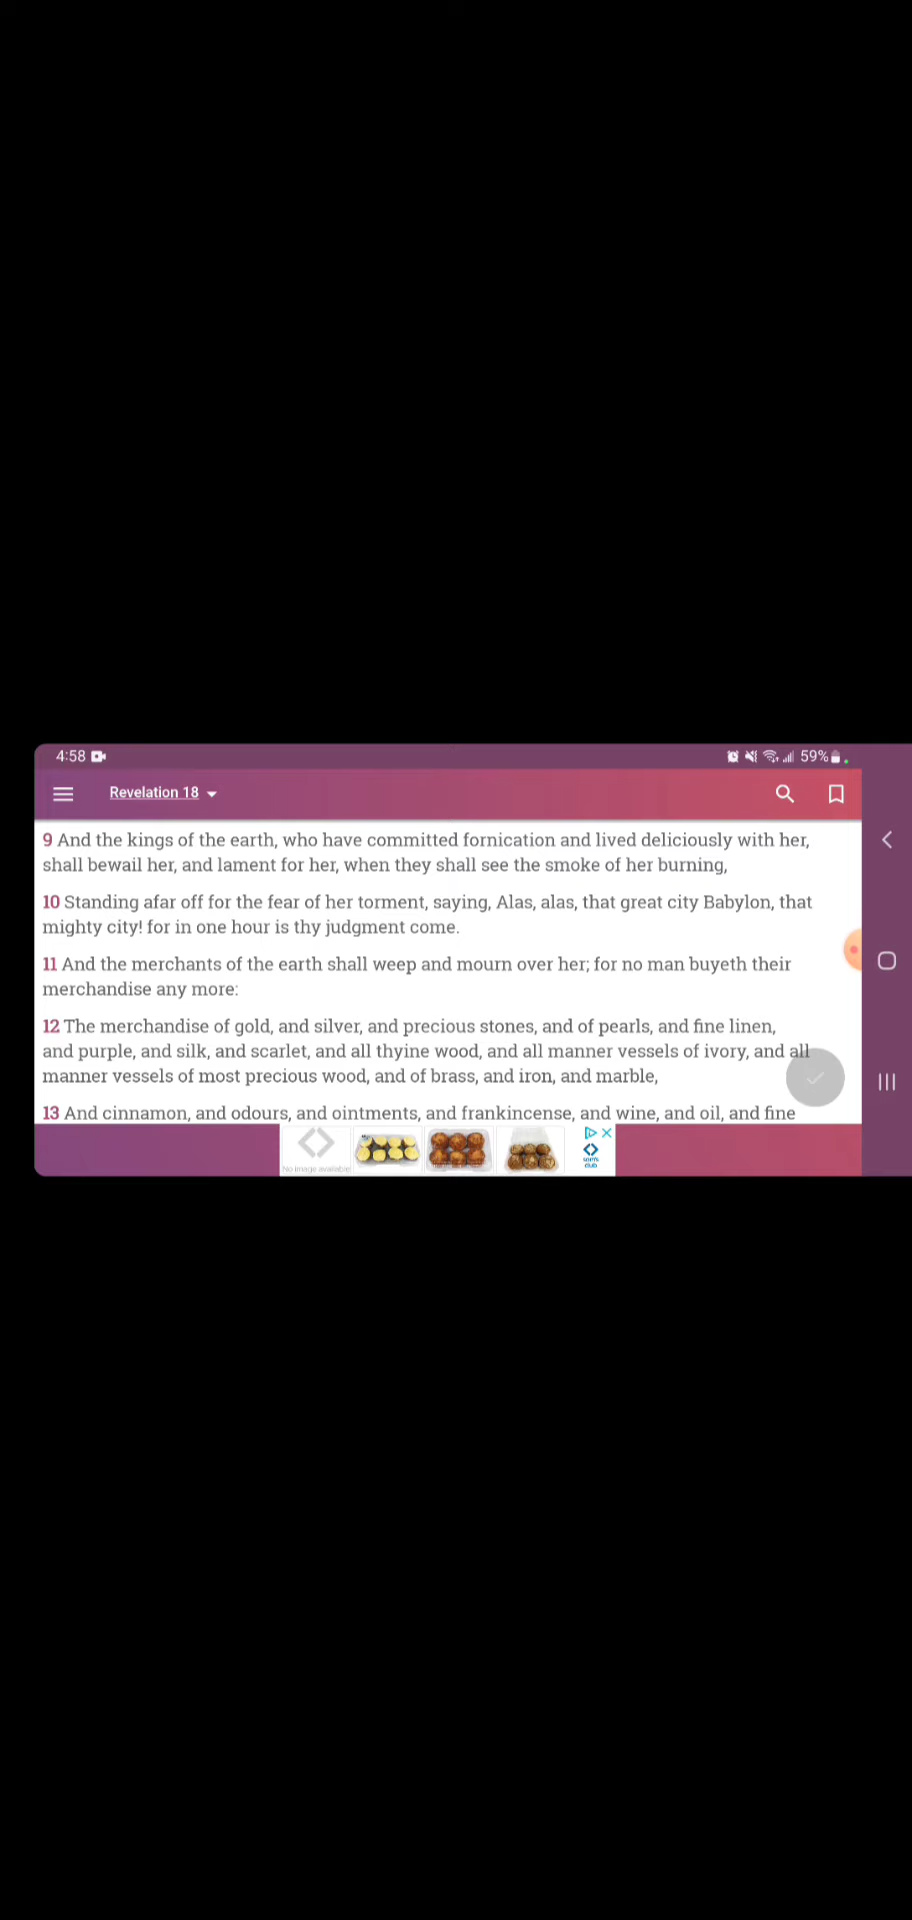 4:58
59%
Revelation 18
9 And the kings of the earth, who have committed fornication and lived deliciously with her,
shall bewail her, and lament for her, when they shall see the smoke of her burning,
10 Standing afar off for the fear of her torment, saying, Alas, alas, that great city Babylon, that
mighty city! for in one hour is thy judgment come.
11 And the merchants of the earth shall weep and mourn over her; for no man buyeth their
merchandise any more:
12 The merchandise of gold, and silver, and precious stones, and of pearls, and fine linen,
and purple, and silk, and scarlet, and all thyine wood, and all manner vessels of ivory, and all
manner vessels of most precious wood, and of brass, and iron, and marble,
13 And cinnamon, and odours, and ointments, and frankincense, and wine, and oil, and fine
No image available
sam's
club